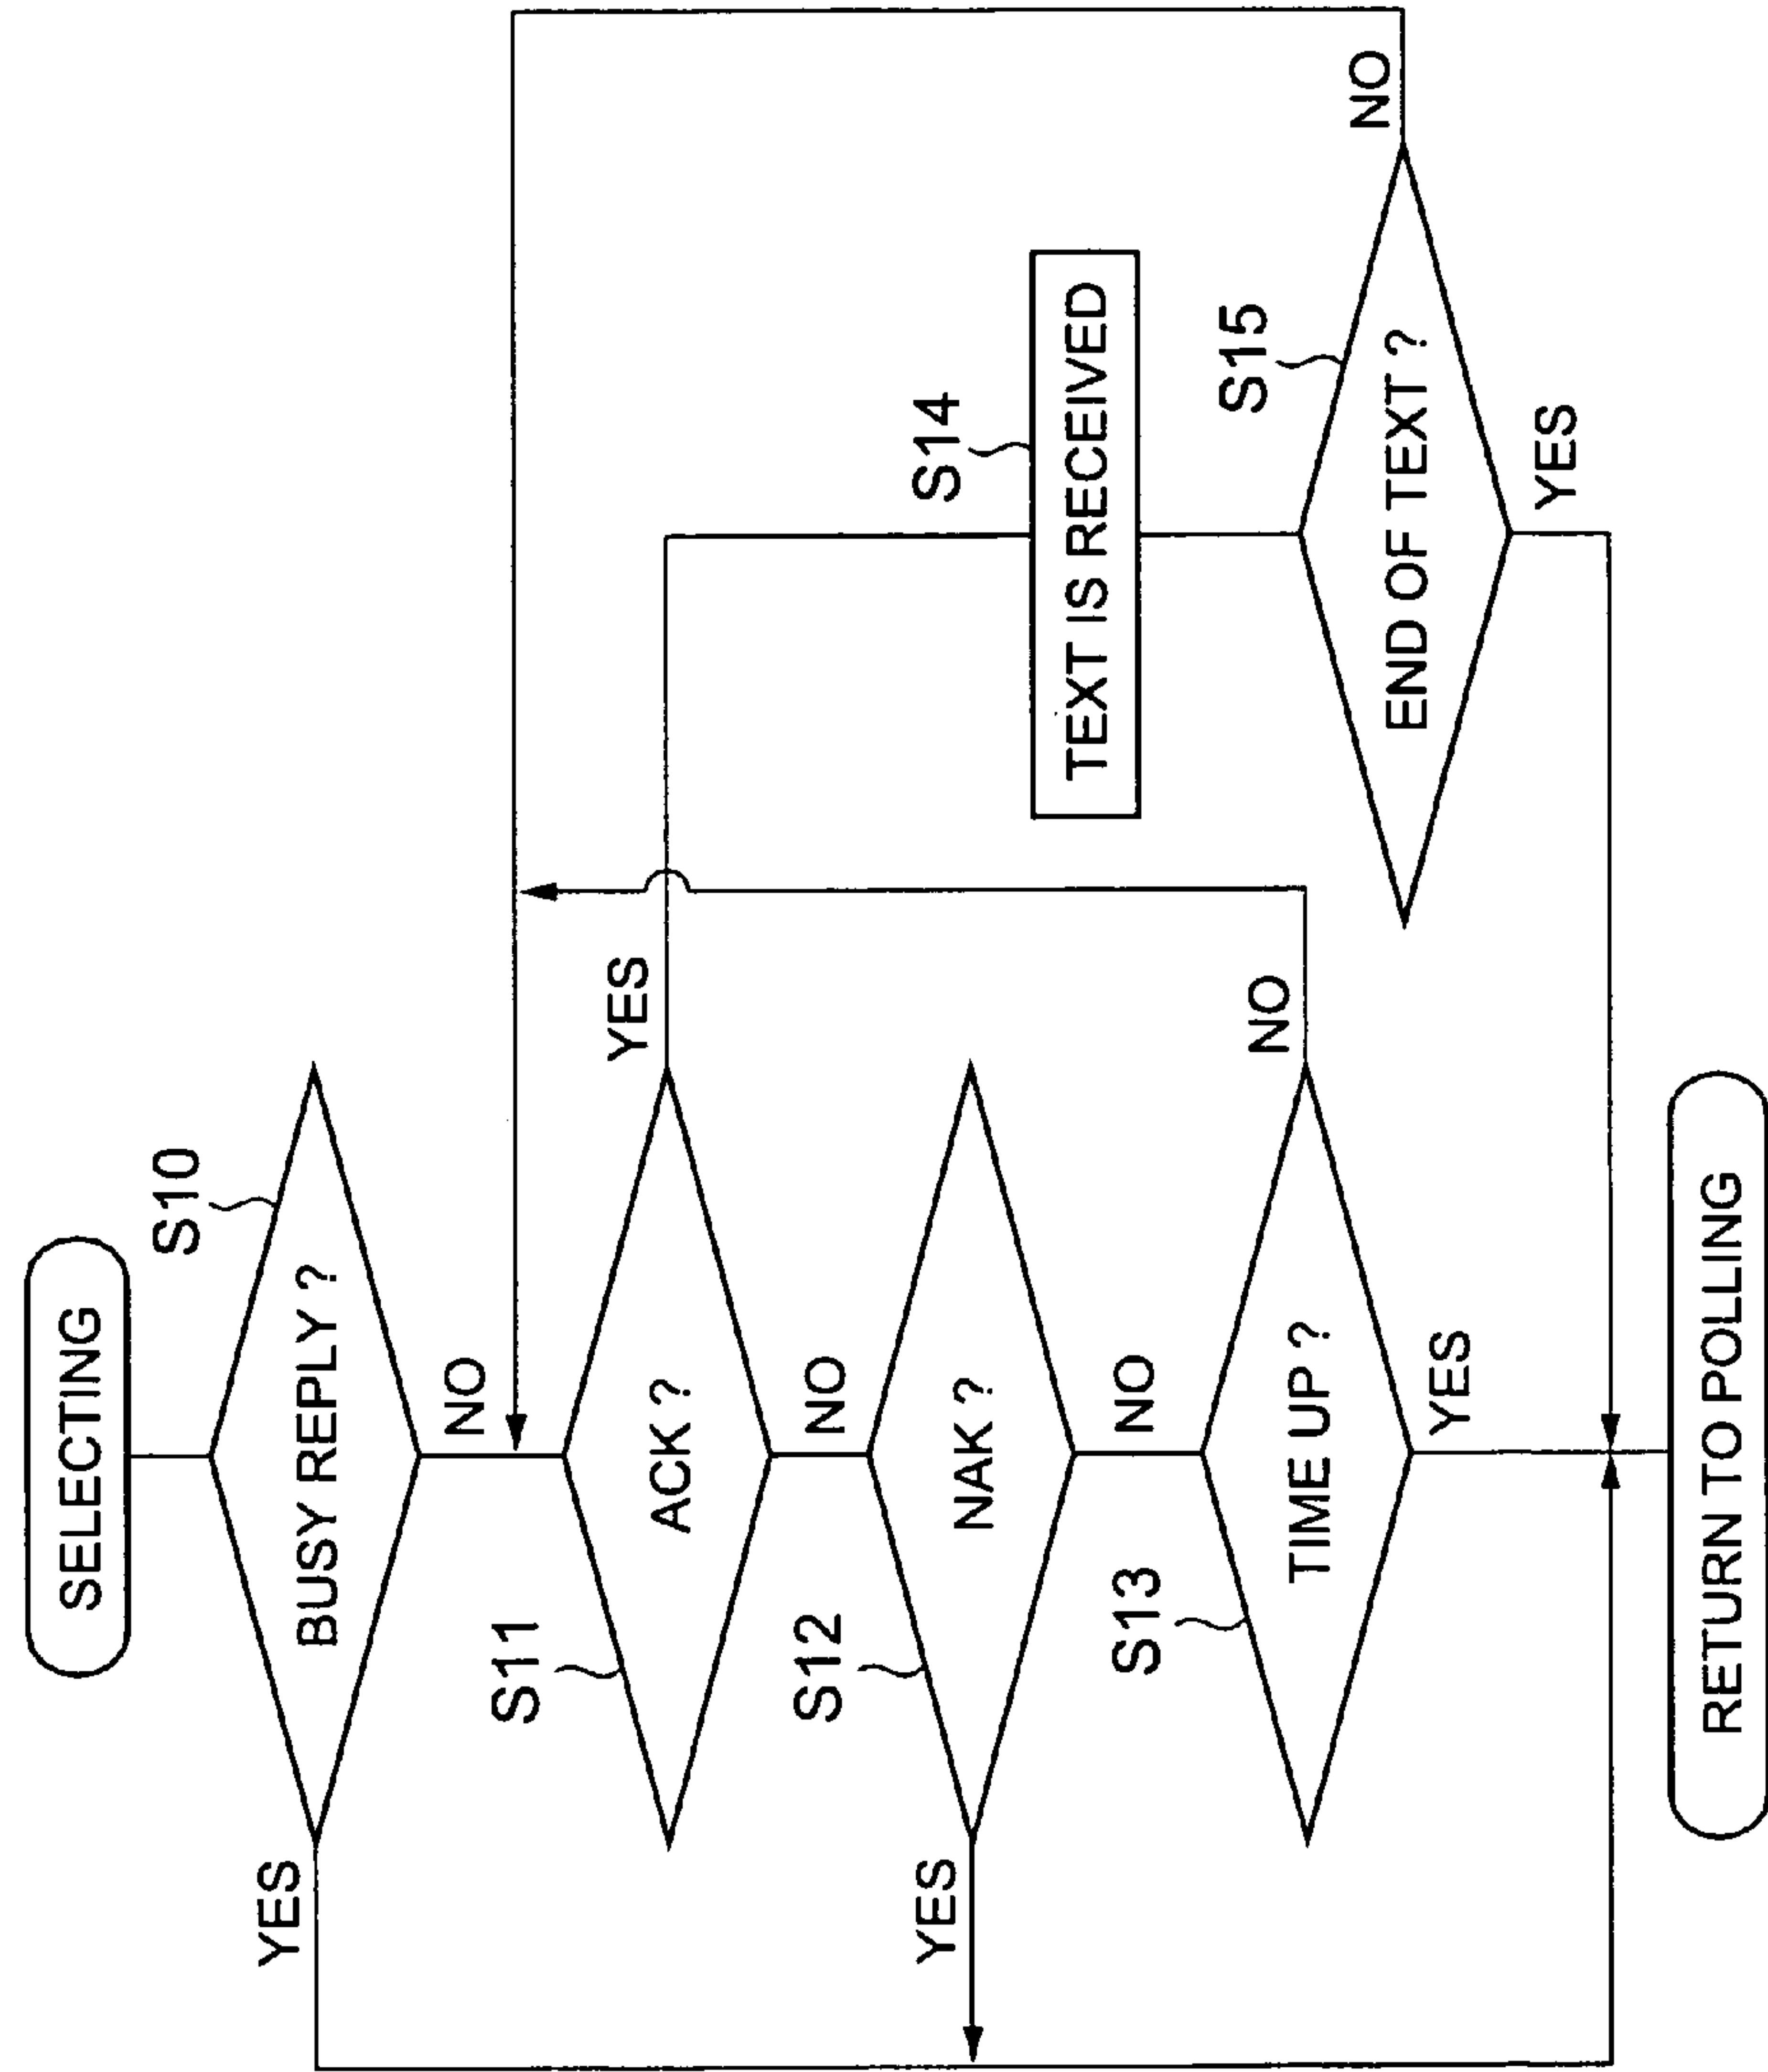 SELECTING
S10
BUSY REPLY ?
YES
NO
S11
ACK ?
YES
NO
S12
NAK ?
YES
NO
S13
TIME UP ?
NO
YES
S14
TEXT IS RECEIVED
S15
END OF TEXT ?
NO
YES
RETURN TO POLLING